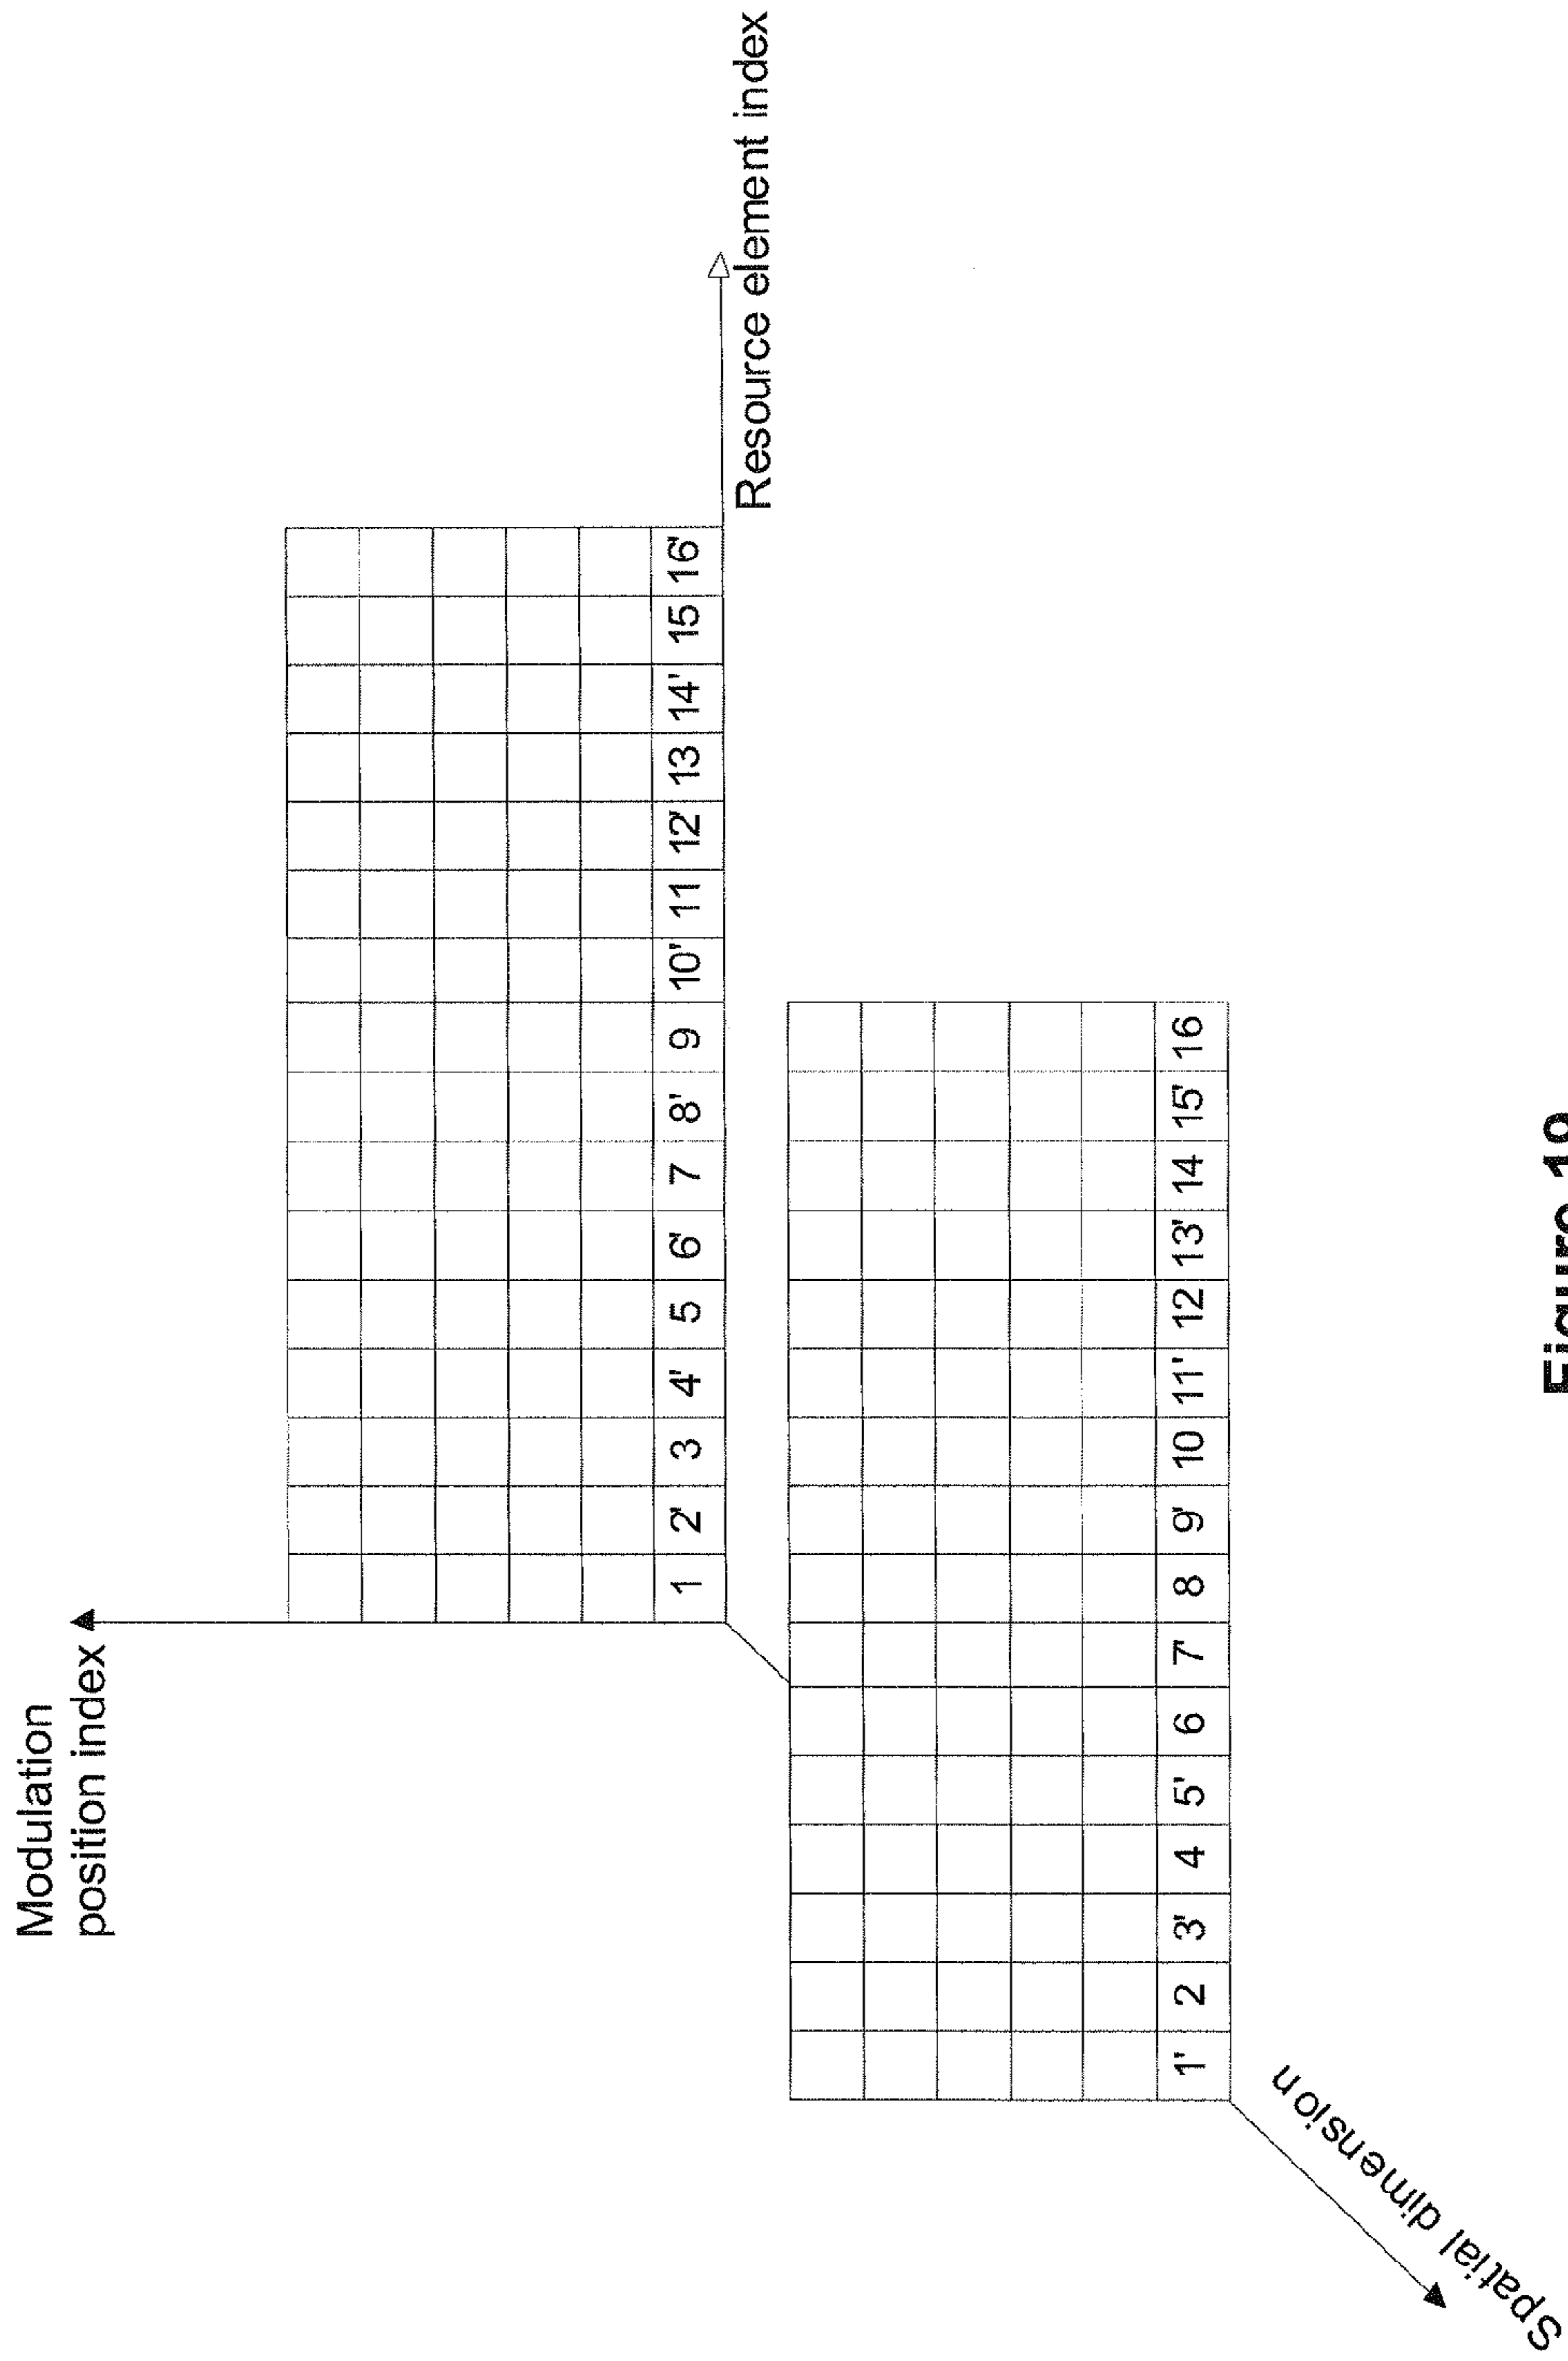 Modulation
position index
1 2' 3 4' 5 6' 7 8' 9 10' 11 12' 13 14' 15 16'
Resource element index
1' 2 3' 4 5' 6 7' 8 9' 10 11' 12 13' 14 15' 16
Spatial dimension
Figure 19